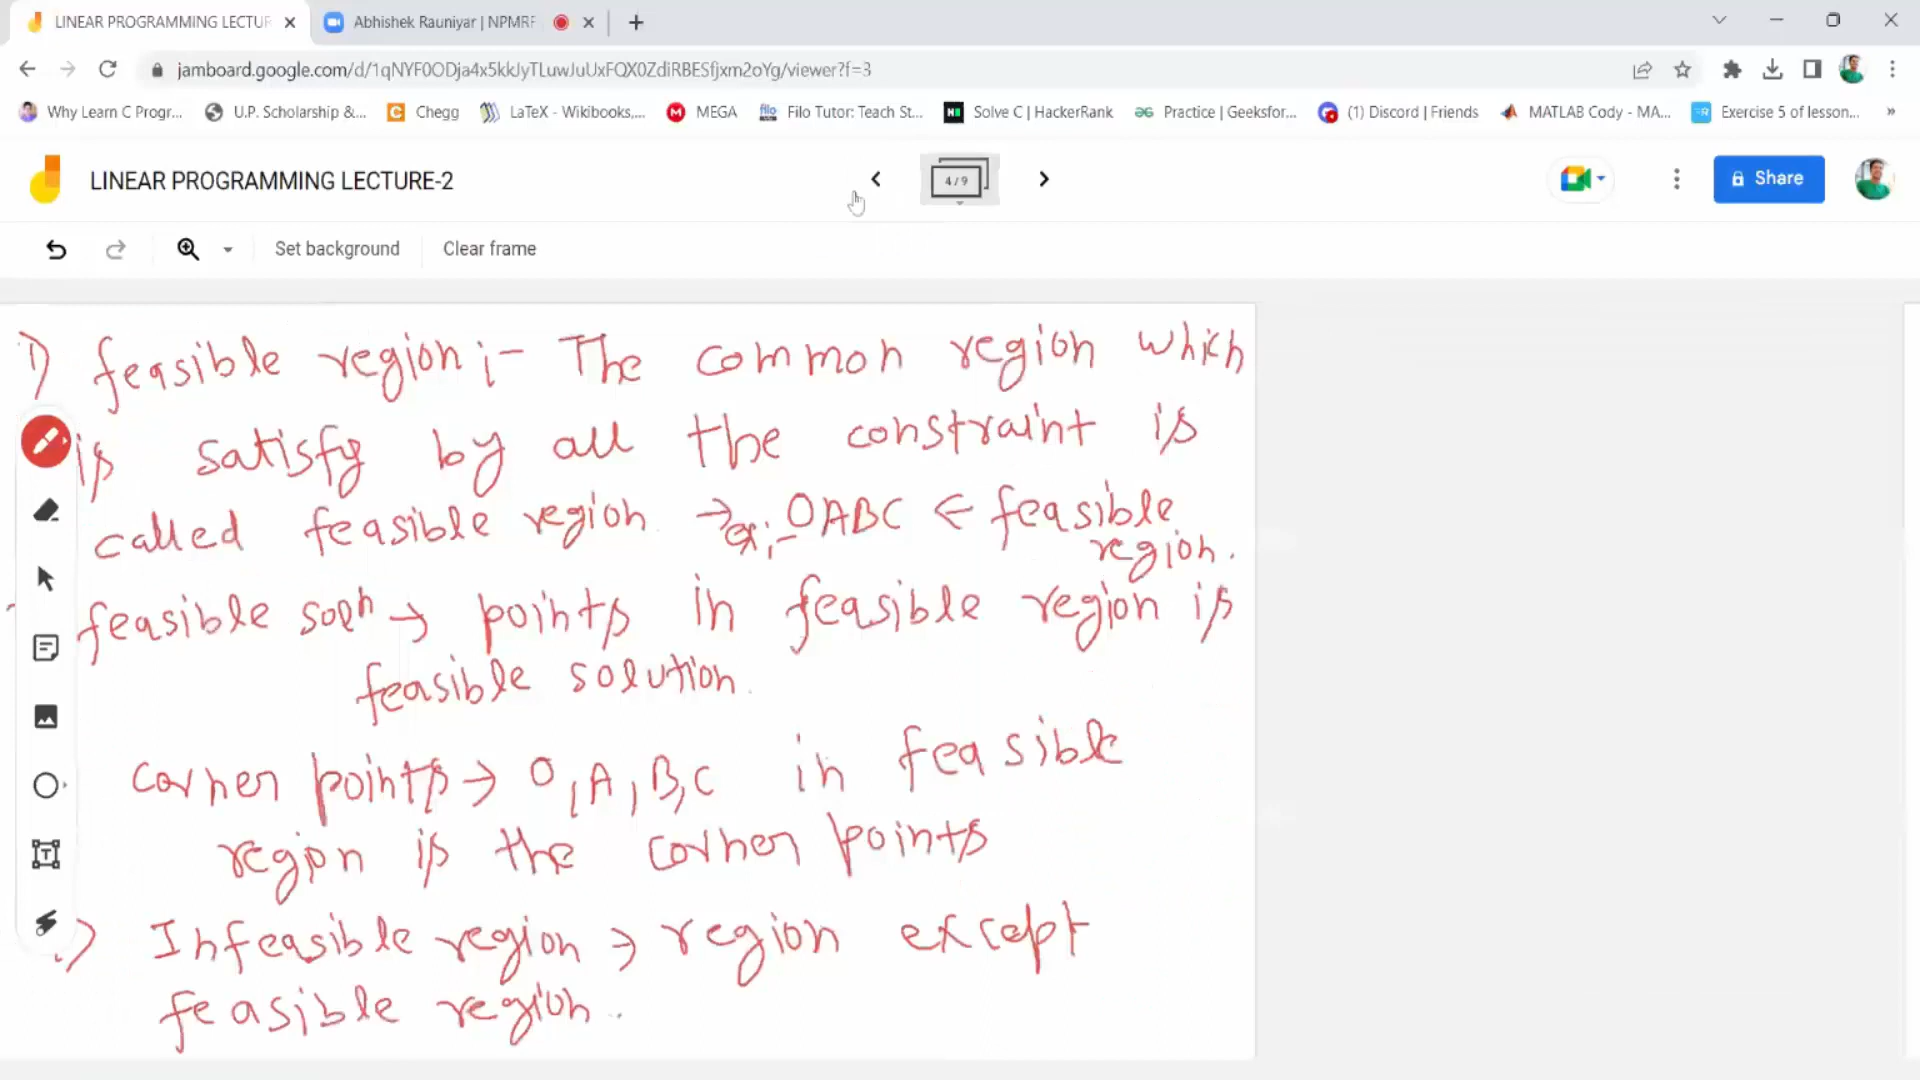 LINEAR PROGRAMMING LECTUR
Abhishek Rauniyar | NPMRF
jamboard.google.com/d/1qNYF0ODja4x5kkJyTLuwJuUxFQX0ZdiRBESfjxm2oYg/viewer?f=3
Why Learn C Progr... U.P. Scholarship &... Chegg LaTeX - Wikibooks,... MEGA Filo Tutor: Teach St... Solve C | HackerRank Practice | Geeksfor... (1) Discord | Friends MATLAB Cody - MA... Exercise 5 of lesson... »
LINEAR PROGRAMMING LECTURE-2
4 / 9
Share
Set background Clear frame
1) feasible region :- The common region which
is satisfy by all the constraint is
called feasible region → ex:- OABC ← feasible
region.
feasible soln → points in feasible region is
feasible solution.
Corner points → O, A, B, C in feasible
region is the corner points
) Infeasible region → region except
feasible region.